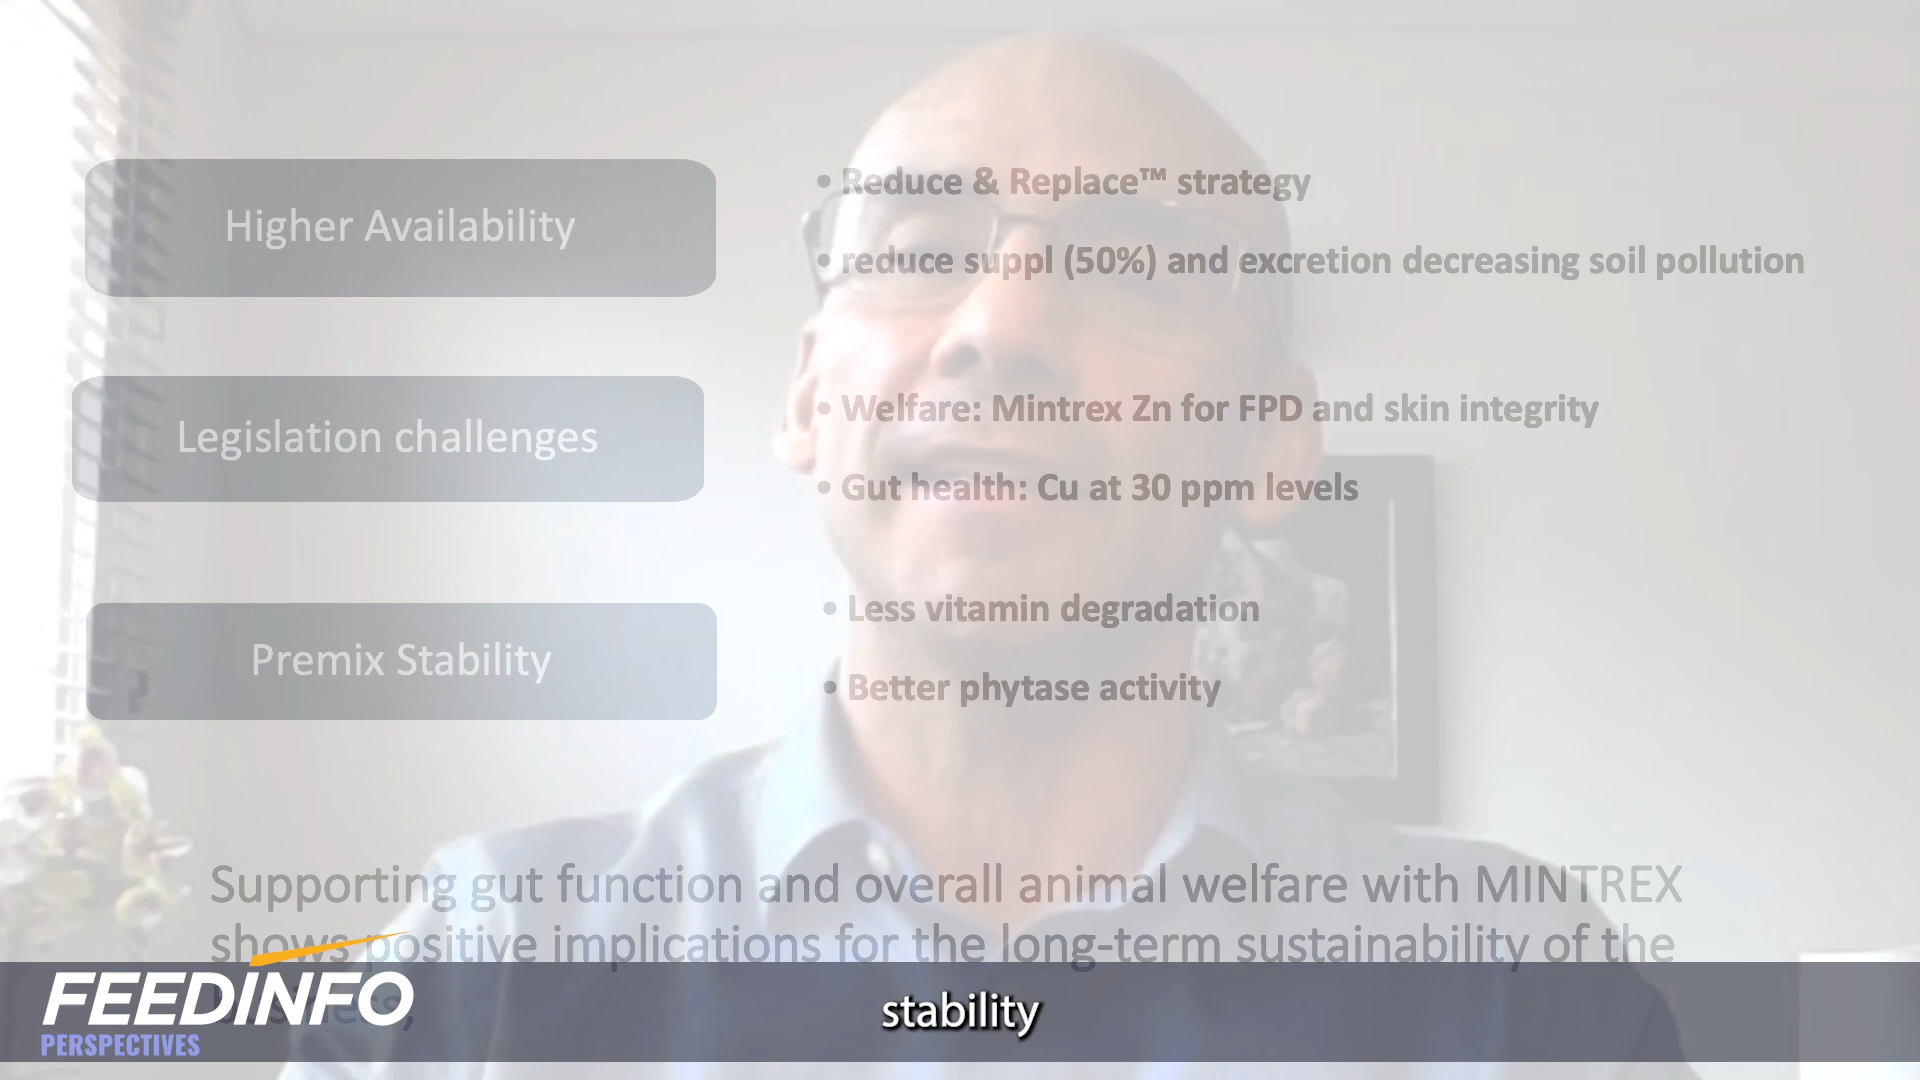 Higher Availability
• Reduce & Replace™ strategy
• reduce suppl (50%) and excretion decreasing soil pollution
Legislation challenges
• Welfare: Mintrex Zn for FPD and skin integrity
• Gut health: Cu at 30 ppm levels
Premix Stability
• Less vitamin degradation
• Better phytase activity
Supporting gut function and overall animal welfare with MINTREX
shows positive implications for the long-term sustainability of the
FEEDINFO
PERSPECTIVES
stability